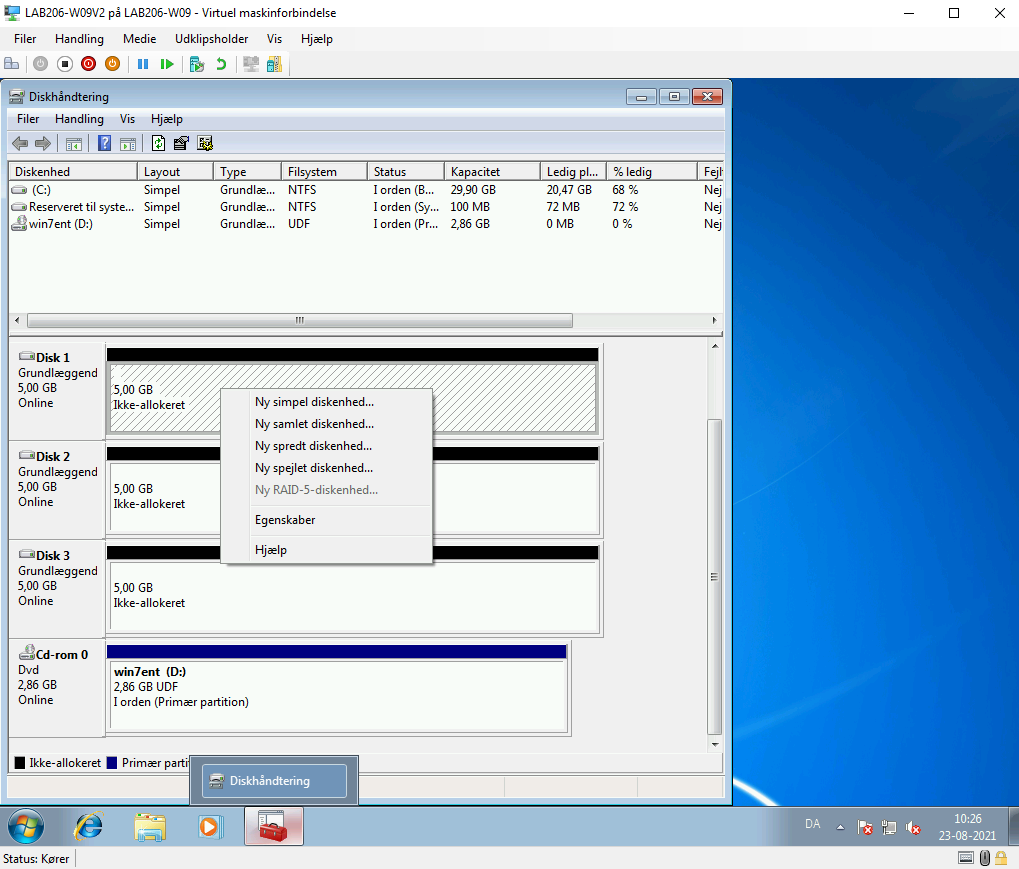 LAB206-W09V2 på LAB206-W09 - Virtuel maskinforbindelse
Filer Handling Medie Udklipsholder Vis Hjælp
Diskhåndtering
Filer Handling Vis Hjælp
Diskenhed Layout Type Filsystem Status Kapacitet Ledig pl... % ledig Fejl
(C:) Simpel Grundlæ... NTFS I orden (B... 29,90 GB 20,47 GB 68 % Nej
Reserveret til syste... Simpel Grundlæ... NTFS I orden (Sy... 100 MB 72 MB 72 % Nej
win7ent (D:) Simpel Grundlæ... UDF I orden (Pr... 2,86 GB 0 MB 0 % Nej
Disk 1
Grundlæggend
5,00 GB
Online
5,00 GB
Ikke-allokeret
Ny simpel diskenhed...
Ny samlet diskenhed...
Ny spredt diskenhed...
Ny spejlet diskenhed...
Ny RAID-5-diskenhed...
Egenskaber
Hjælp
Disk 2
Grundlæggend
5,00 GB
Online
5,00 GB
Ikke-allokeret
Disk 3
Grundlæggend
5,00 GB
Online
5,00 GB
Ikke-allokeret
Cd-rom 0
Dvd
2,86 GB
Online
win7ent (D:)
2,86 GB UDF
I orden (Primær partition)
Ikke-allokeret Primær parti
Diskhåndtering
DA
10:26
23-08-2021
Status: Kører